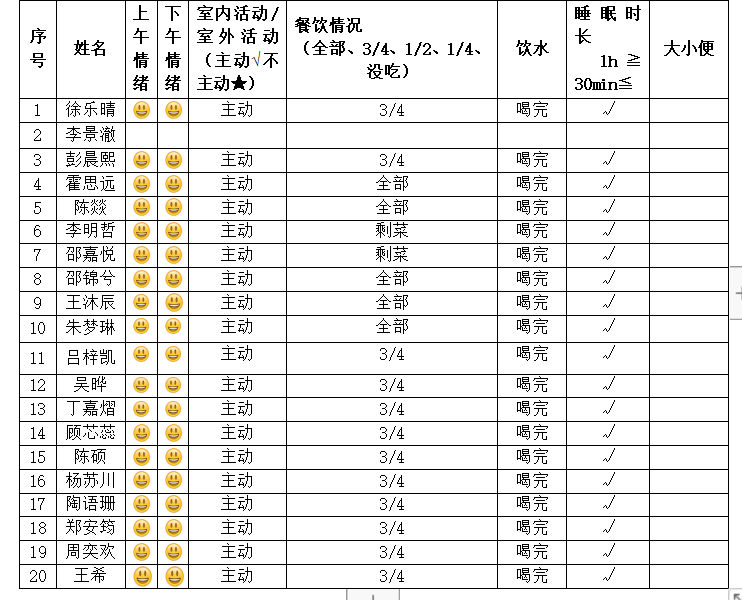 序号 姓名 上午情绪 下午情绪 室内活动/室外活动（主动√不主动★） 餐饮情况（全部、3/4、1/2、1/4、没吃） 饮水 睡眠时长 1h ≧ 30min≦ 大小便
1 徐乐晴 😃 😃 主动 3/4 喝完 √
2 李景澈
3 彭晨熙 😃 😃 主动 3/4 喝完 √
4 霍思远 😃 😃 主动 全部 喝完 √
5 陈燚 😃 😃 主动 全部 喝完 √
6 李明哲 😃 😃 主动 剩菜 喝完 √
7 邵嘉悦 😃 😃 主动 剩菜 喝完 √
8 邵锦兮 😃 😃 主动 全部 喝完 √
9 王沐辰 😃 😃 主动 全部 喝完 √
10 朱梦琳 😃 😃 主动 全部 喝完 √
11 吕梓凯 😃 😃 主动 3/4 喝完 √
12 吴晔 😃 😃 主动 3/4 喝完 √
13 丁嘉熠 😃 😃 主动 3/4 喝完 √
14 顾芯蕊 😃 😃 主动 3/4 喝完 √
15 陈硕 😃 😃 主动 3/4 喝完 √
16 杨苏川 😃 😃 主动 3/4 喝完 √
17 陶语珊 😃 😃 主动 3/4 喝完 √
18 郑安筠 😃 😃 主动 3/4 喝完 √
19 周奕欢 😃 😃 主动 3/4 喝完 √
20 王希 😃 😃 主动 3/4 喝完 √